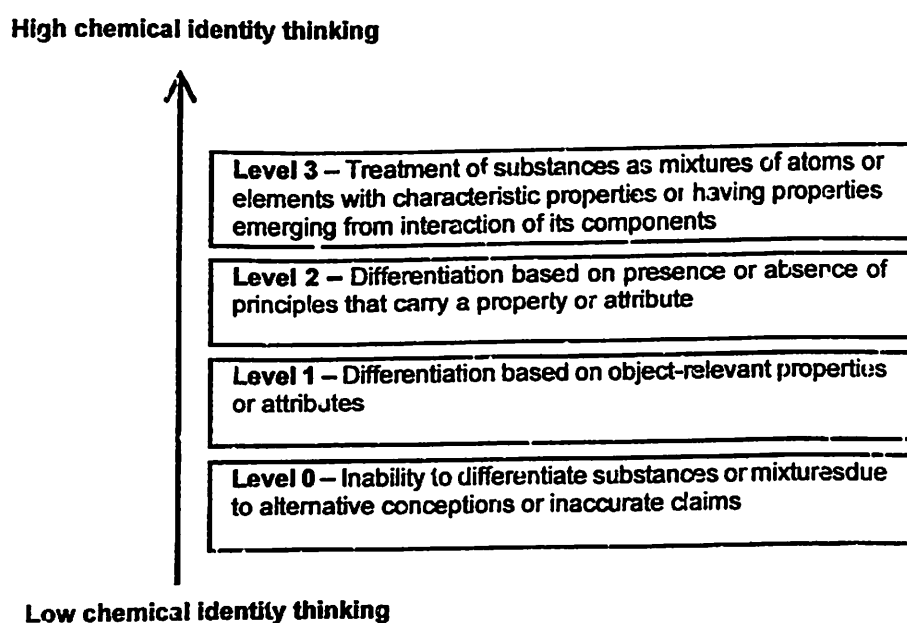 High chemical identity thinking
Level 3 – Treatment of substances as mixtures of atoms or
elements with characteristic properties or having properties
emerging from interaction of its components
Level 2 – Differentiation based on presence or absence of
principles that carry a property or attribute
Level 1 – Differentiation based on object-relevant properties
or attributes
Level 0 – Inability to differentiate substances or mixturesdue
to alternative conceptions or inaccurate claims
Low chemical identity thinking